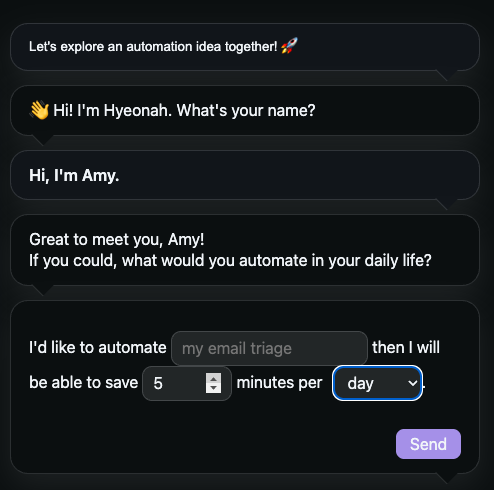 Let's explore an automation idea together! 🚀
👋 Hi! I'm Hyeonah. What's your name?
Hi, I'm Amy.
Great to meet you, Amy!
If you could, what would you automate in your daily life?
I'd like to automate my email triage then I will
be able to save 5 minutes per day.
Send